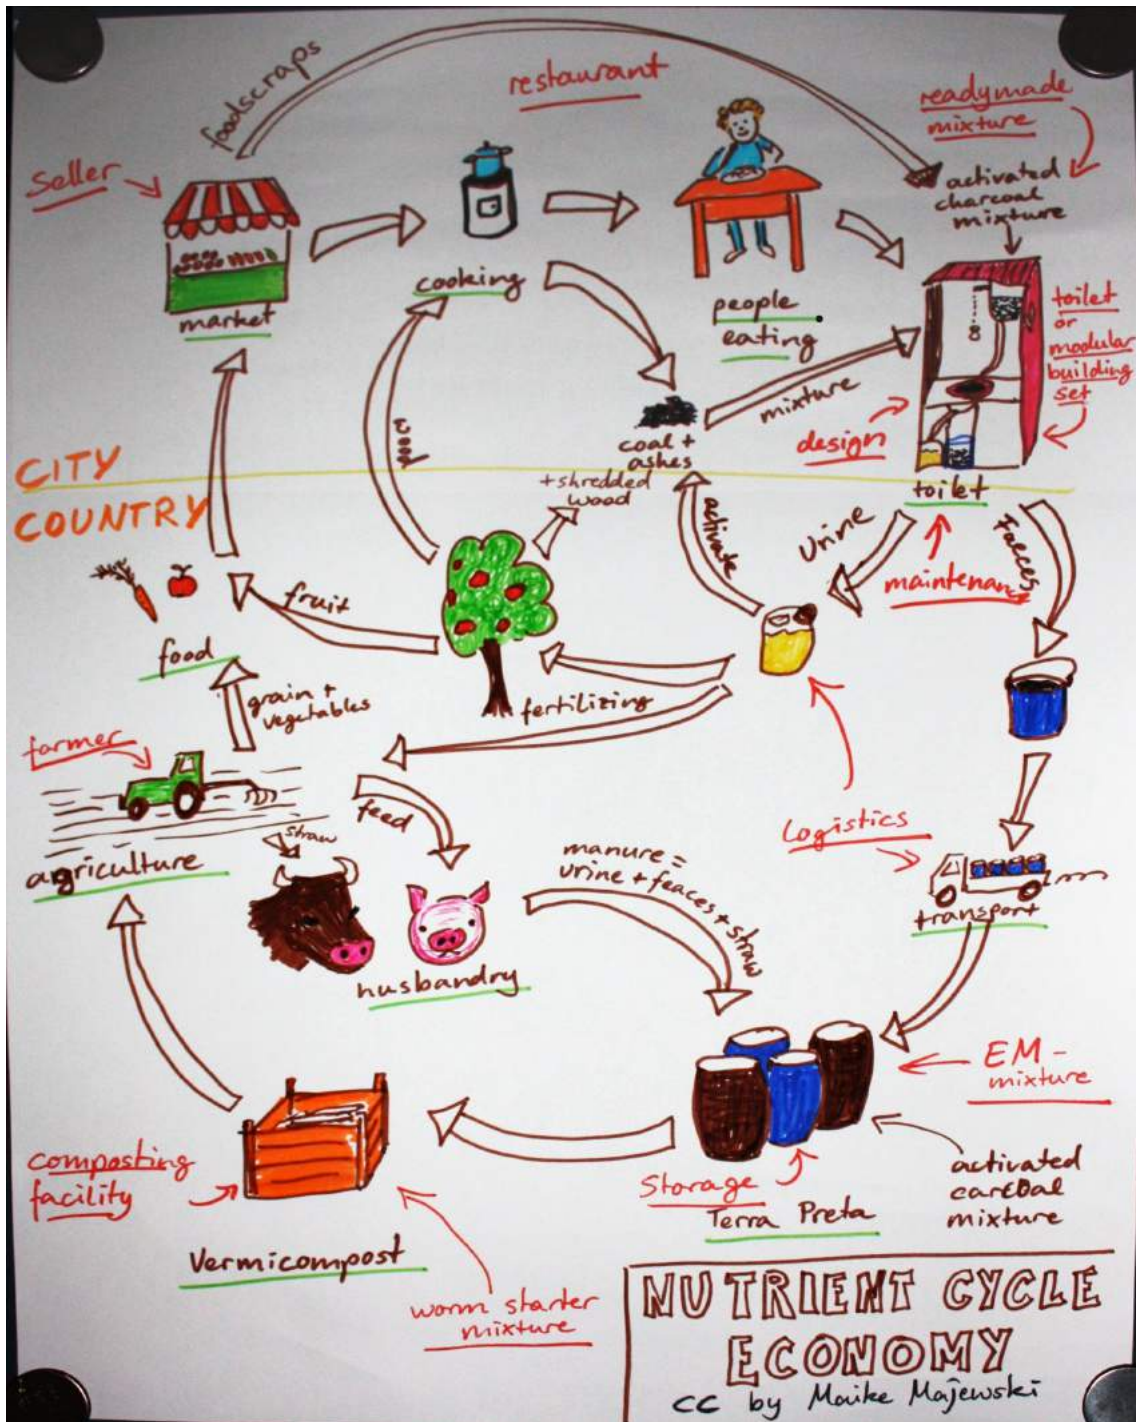 foodscraps
restaurant
readymade
mixture
Seller
activated
charcoal
mixture
cooking
market
people
eating
toilet
or
modular
building
set
wood
mixture
design
coal +
ashes
CITY
+ shredded
wood
toilet
COUNTRY
activate
Urine
Faeces
maintenance
fruit
food
grain +
vegetables
fertilizing
farmer
feed
straw
Logistics
agriculture
manure =
urine + feaces + straw
transport
husbandry
EM-
mixture
composting
facility
Storage
Terra Preta
activated
carcoal
mixture
Vermicompost
worm starter
mixture
NUTRIENT CYCLE
ECONOMY
CC by Maike Majewski